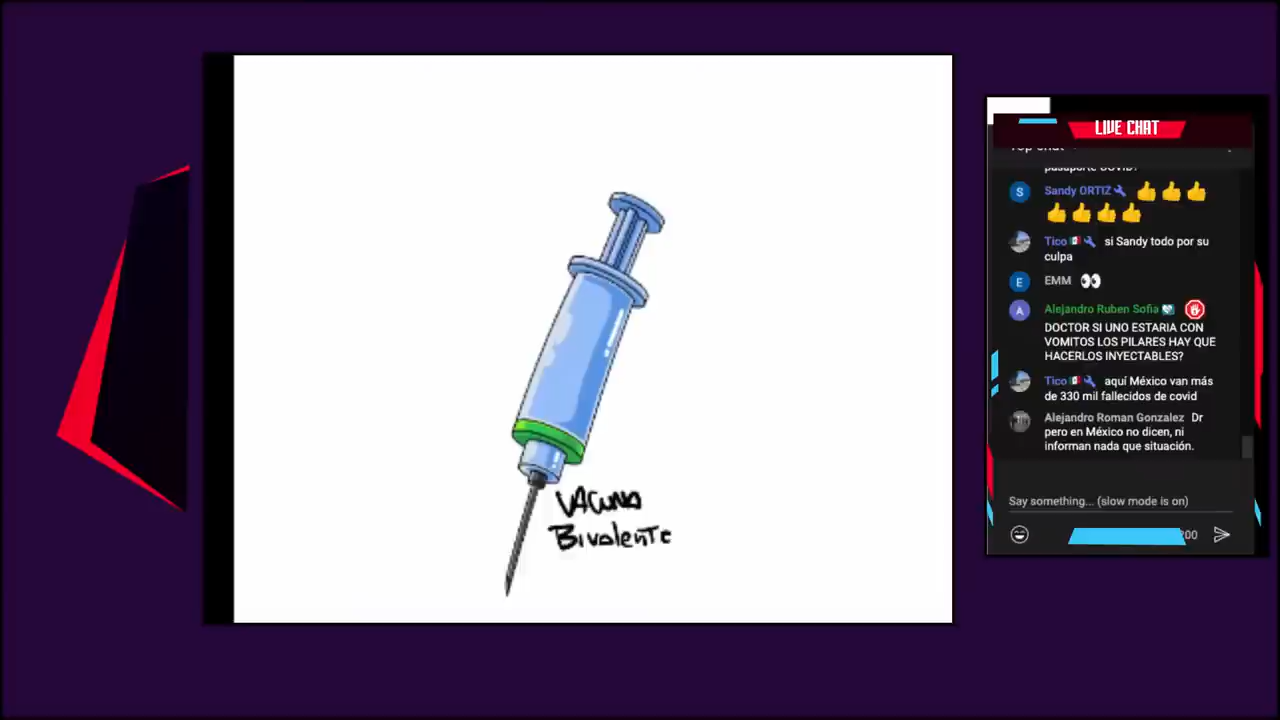 VACUNA
Bivalente
LIVE CHAT
Top chat
pasaporte COVID?
Sandy ORTIZ
Tico si Sandy todo por su
culpa
EMM
Alejandro Ruben Sofia
DOCTOR SI UNO ESTARIA CON
VOMITOS LOS PILARES HAY QUE
HACERLOS INYECTABLES?
Tico aquí México van más
de 330 mil fallecidos de covid
Alejandro Roman Gonzalez Dr
pero en México no dicen, ni
informan nada que situación.
Say something... (slow mode is on)
200